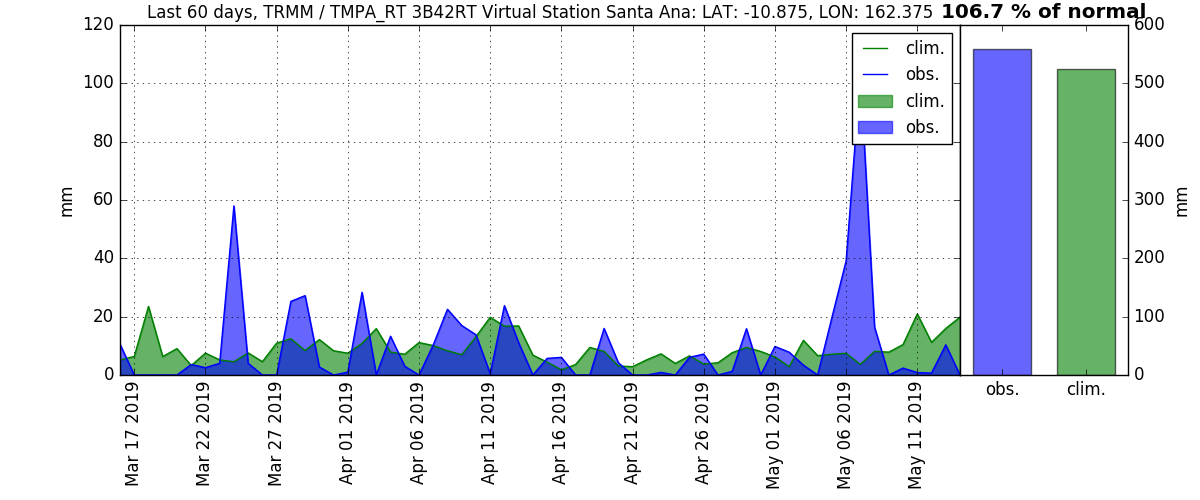 Last 60 days, TRMM / TMPA_RT 3B42RT Virtual Station Santa Ana: LAT: -10.875, LON: 162.375 106.7 % of normal
120
100
80
60
40
20
0
mm
clim.
obs.
clim.
obs.
600
500
400
300
200
100
0
mm
obs.
clim.
Mar 17 2019
Mar 22 2019
Mar 27 2019
Apr 01 2019
Apr 06 2019
Apr 11 2019
Apr 16 2019
Apr 21 2019
Apr 26 2019
May 01 2019
May 06 2019
May 11 2019